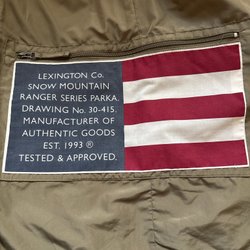 LEXINGTON Co.
SNOW MOUNTAIN
RANGER SERIES PARKA.
DRAWING No. 30-415.
MANUFACTURER OF
AUTHENTIC GOODS
EST. 1993 ®
TESTED & APPROVED.